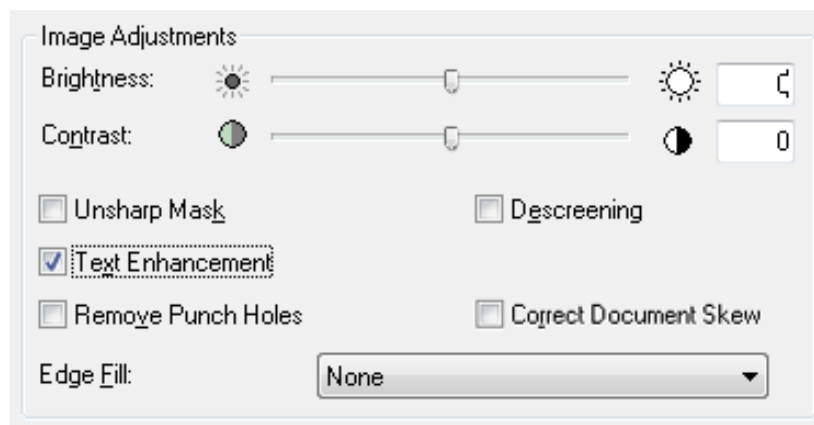 Image Adjustments
Brightness:
Contrast: 0
Unsharp Mask Descreening
Text Enhancement
Remove Punch Holes Correct Document Skew
Edge Fill: None